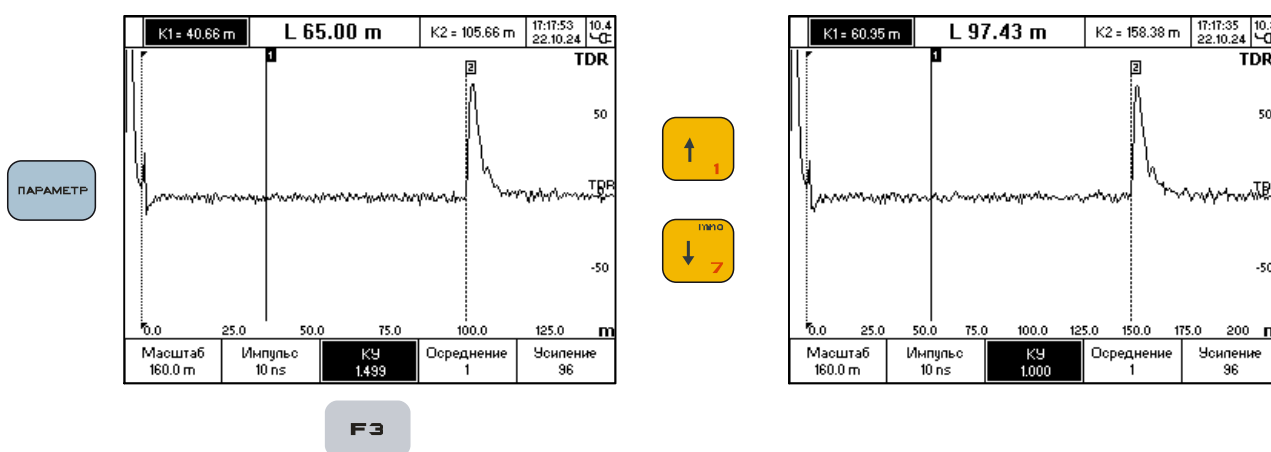 K1= 40.66 m L 65.00 m K2 = 105.66 m 17:17:53 10.4
22.10.24
1 2 TDR
50
TDR
-50
0.0 25.0 50.0 75.0 100.0 125.0 m
Масштаб Импульс КУ Осреднение Усиление
160.0 m 10 ns 1.499 1 96
ПАРАМЕТР
F3
↑ 1
↓ 7
K1= 60.95 m L 97.43 m K2 = 158.38 m 17:17:35
22.10.24
1 2 TDR
50
-50
0.0 25.0 50.0 75.0 100.0 125.0 150.0 175.0 200
Масштаб Импульс КУ Осреднение Усиление
160.0 m 10 ns 1.000 1 96